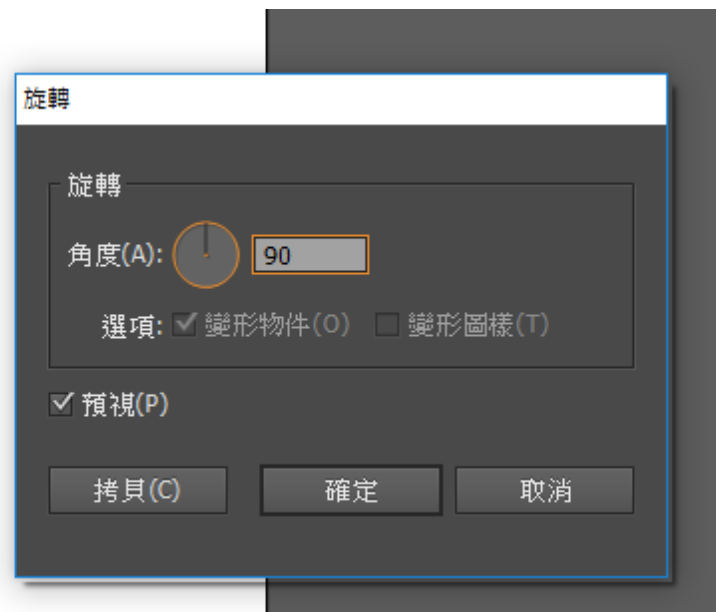 旋轉
旋轉
角度(A): 90
選項: 變形物件(O) 變形圖樣(T)
預視(P)
拷貝(C) 確定 取消